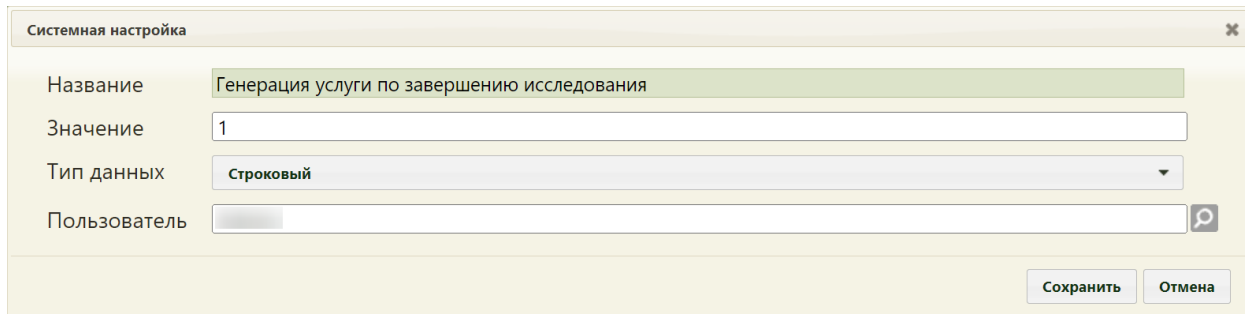 Системная настройка
Название Генерация услуги по завершению исследования
Значение 1
Тип данных Строковый
Пользователь
Сохранить Отмена